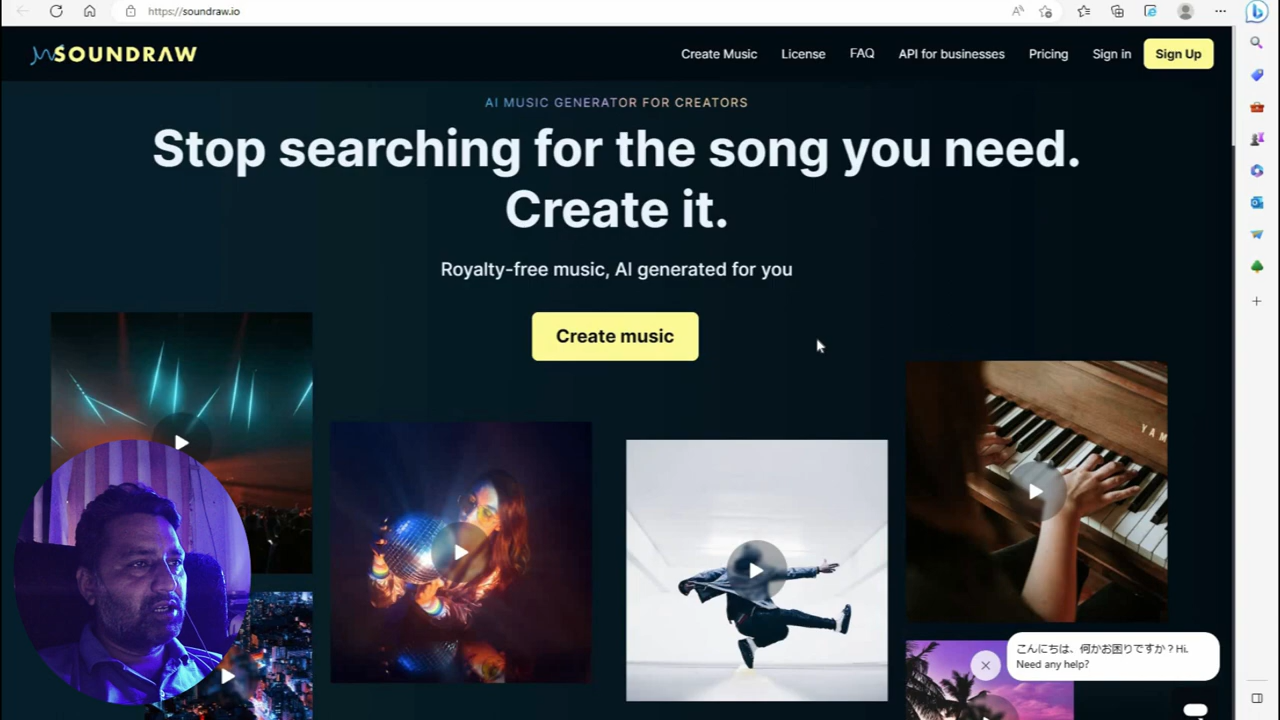 https://soundraw.io
SOUNDRAW
Create Music
License
FAQ
API for businesses
Pricing
Sign in
Sign Up
AI MUSIC GENERATOR FOR CREATORS
Stop searching for the song you need.
Create it.
Royalty-free music, AI generated for you
Create music
YAM
こんにちは、何かお困りですか？Hi.
Need any help?